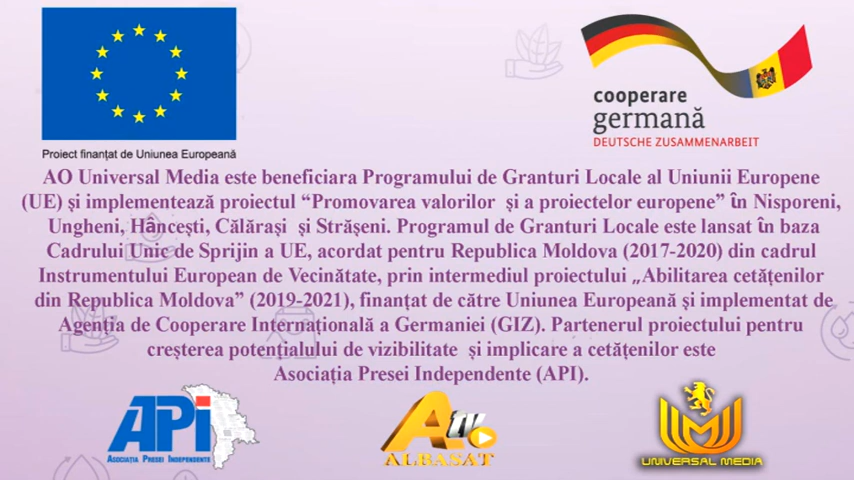 Proiect finanțat de Uniunea Europeană
cooperare
germană
DEUTSCHE ZUSAMMENARBEIT
AO Universal Media este beneficiara Programului de Granturi Locale al Uniunii Europene
(UE) și implementează proiectul “Promovarea valorilor și a proiectelor europene” în Nisporeni,
Ungheni, Hâncești, Călărași și Strășeni. Programul de Granturi Locale este lansat în baza
Cadrului Unic de Sprijin a UE, acordat pentru Republica Moldova (2017-2020) din cadrul
Instrumentului European de Vecinătate, prin intermediul proiectului „Abilitarea cetățenilor
din Republica Moldova” (2019-2021), finanțat de către Uniunea Europeană și implementat de
Agenția de Cooperare Internațională a Germaniei (GIZ). Partenerul proiectului pentru
creșterea potențialului de vizibilitate și implicare a cetățenilor este
Asociația Presei Independente (API).
API
ASOCIAȚIA PRESEI INDEPENDENTE
A TV
ALBASAT
UNIVERSAL MEDIA